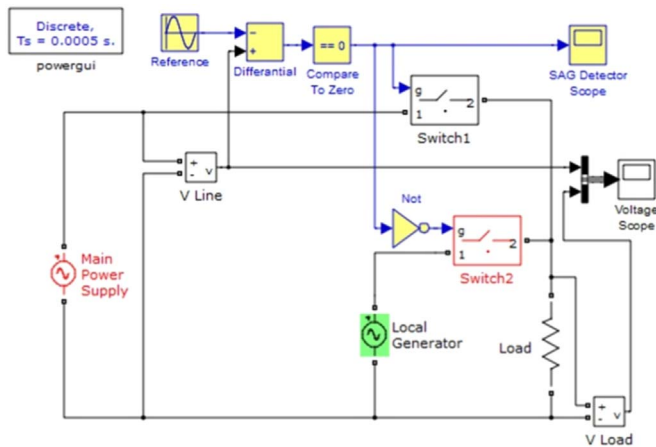 Discrete,
Ts = 0.0005 s.
powergui
Reference
-
+
Differantial
== 0
Compare
To Zero
SAG Detector
Scope
g
1
2
Switch1
+
-
v
V Line
Voltage
Scope
Not
g
1
2
Switch2
Main
Power
Supply
Local
Generator
Load
+
-
v
V Load